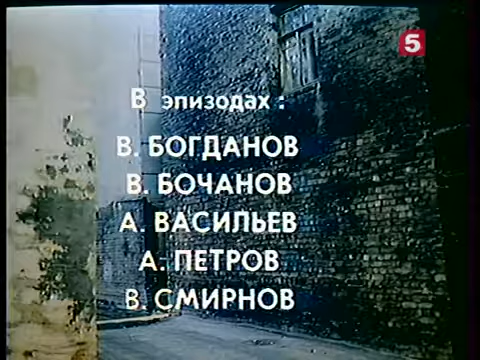 5
В эпизодах:
В. БОГДАНОВ
В. БОЧАНОВ
А. ВАСИЛЬЕВ
А. ПЕТРОВ
В. СМИРНОВ